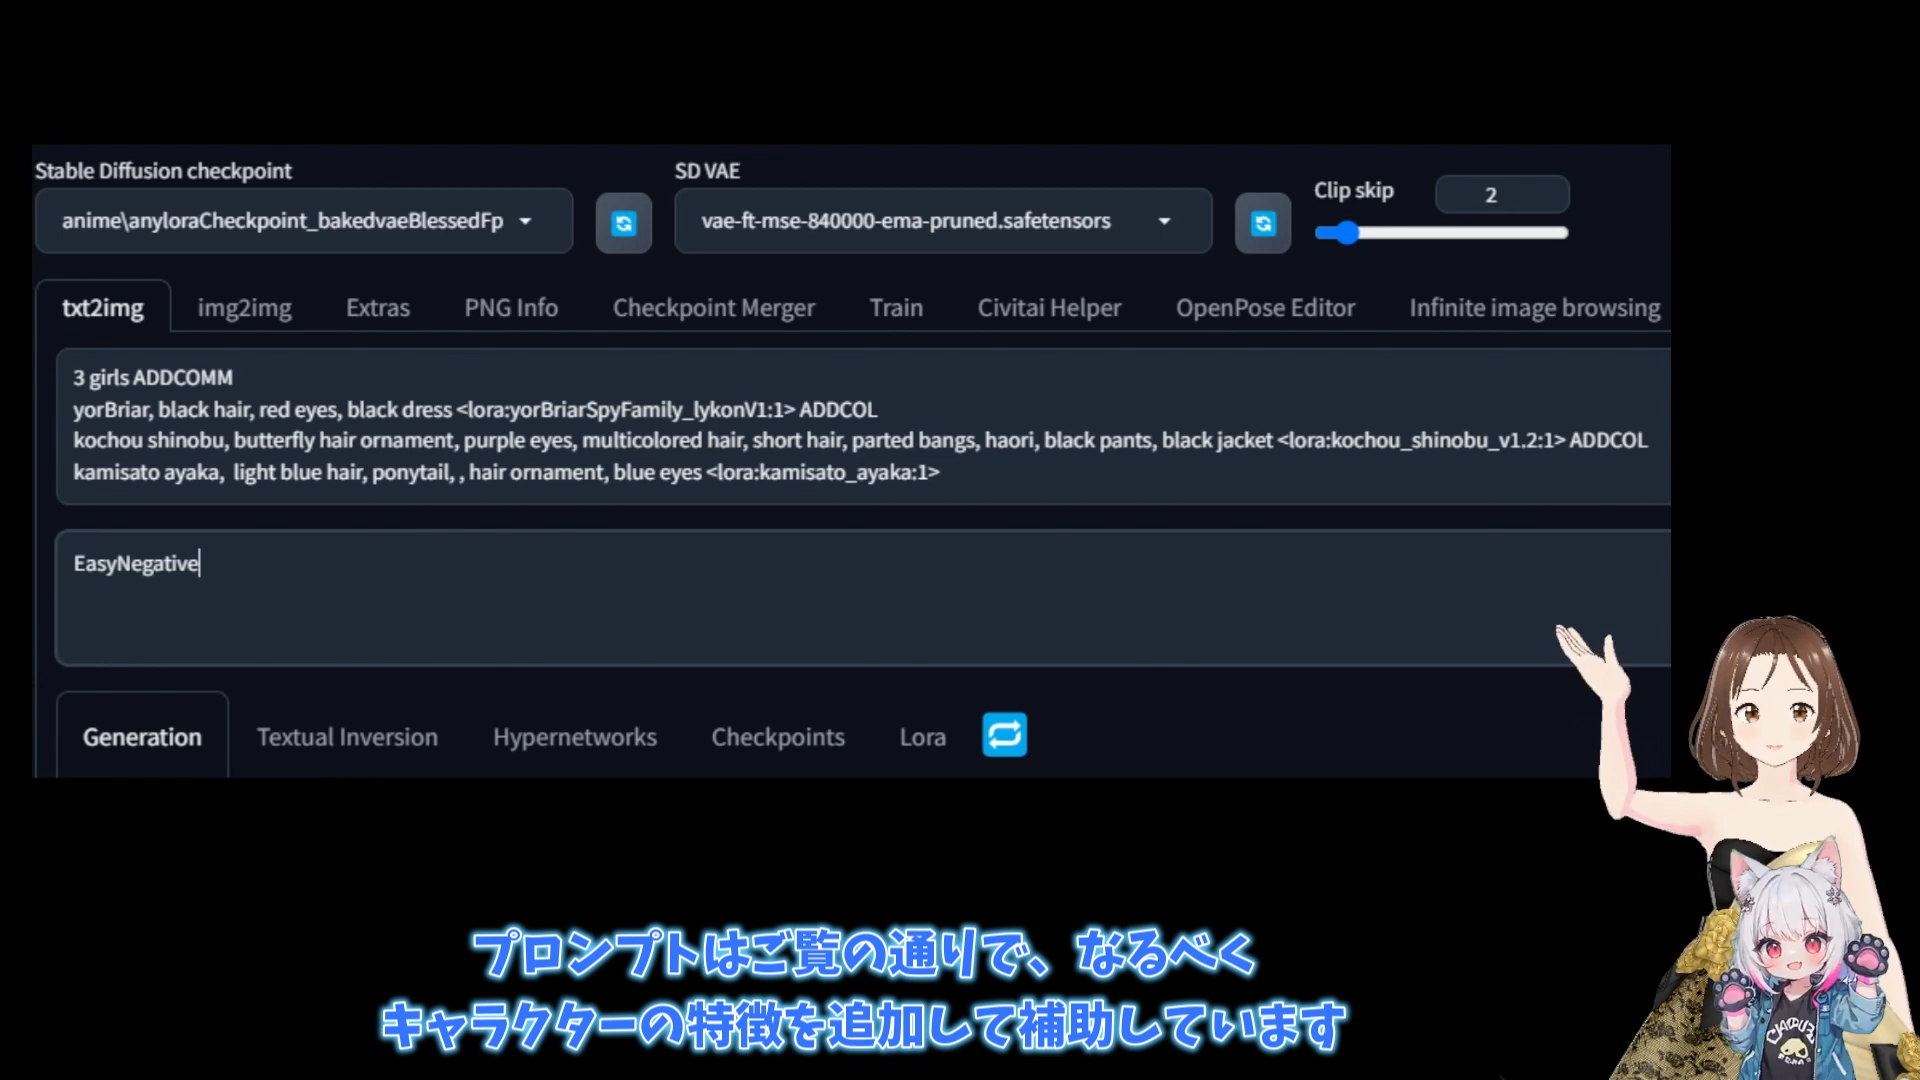 Stable Diffusion checkpoint
SD VAE
Clip skip
2
anime\anyloraCheckpoint_bakedvaeBlessedFp
vae-ft-mse-840000-ema-pruned.safetensors
txt2img img2img Extras PNG Info Checkpoint Merger Train Civitai Helper OpenPose Editor Infinite image browsing
3 girls ADDCOMM
yorBriar, black hair, red eyes, black dress <lora:yorBriarSpyFamily_lykonV1:1> ADDCOL
kochou shinobu, butterfly hair ornament, purple eyes, multicolored hair, short hair, parted bangs, haori, black pants, black jacket <lora:kochou_shinobu_v1.2:1> ADDCOL
kamisato ayaka,  light blue hair, ponytail, , hair ornament, blue eyes <lora:kamisato_ayaka:1>
EasyNegative
Generation Textual Inversion Hypernetworks Checkpoints Lora
プロンプトはご覧の通りで、なるべく
キャラクターの特徴を追加して補助しています